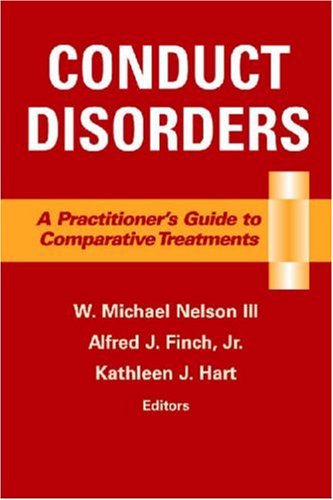 CONDUCT
DISORDERS
A Practitioner's Guide to
Comparative Treatments
W. Michael Nelson III
Alfred J. Finch, Jr.
Kathleen J. Hart
Editors